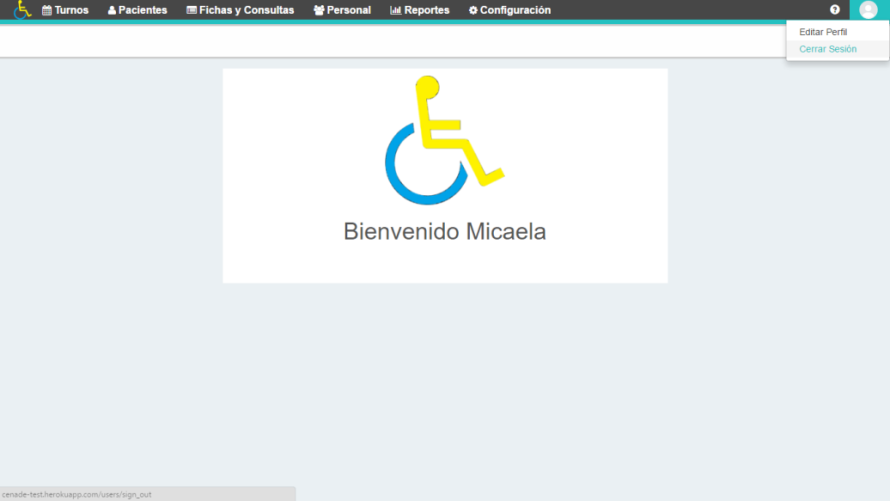 Turnos Pacientes Fichas y Consultas Personal Reportes Configuración
Editar Perfil
Cerrar Sesión
Bienvenido Micaela
cenade-test.herokuapp.com/users/sign_out